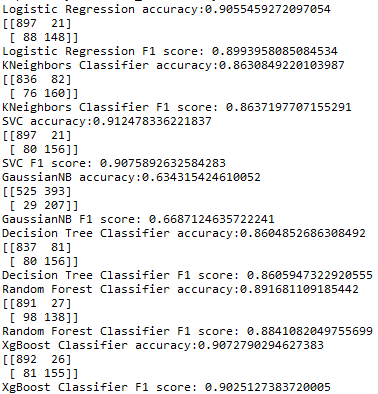 Logistic Regression accuracy:0.9055459272097054
[[897  21]
 [ 88 148]]
Logistic Regression F1 score: 0.8993958085084534
KNeighbors Classifier accuracy:0.8630849220103987
[[836  82]
 [ 76 160]]
KNeighbors Classifier F1 score: 0.8637197707155291
SVC accuracy:0.912478336221837
[[897  21]
 [ 80 156]]
SVC F1 score: 0.9075892632584283
GaussianNB accuracy:0.634315424610052
[[525 393]
 [ 29 207]]
GaussianNB F1 score: 0.6687124635722241
Decision Tree Classifier accuracy:0.8604852686308492
[[837  81]
 [ 80 156]]
Decision Tree Classifier F1 score: 0.8605947322920555
Random Forest Classifier accuracy:0.891681109185442
[[891  27]
 [ 98 138]]
Random Forest Classifier F1 score: 0.8841082049755699
XgBoost Classifier accuracy:0.9072790294627383
[[892  26]
 [ 81 155]]
XgBoost Classifier F1 score: 0.9025127383720005